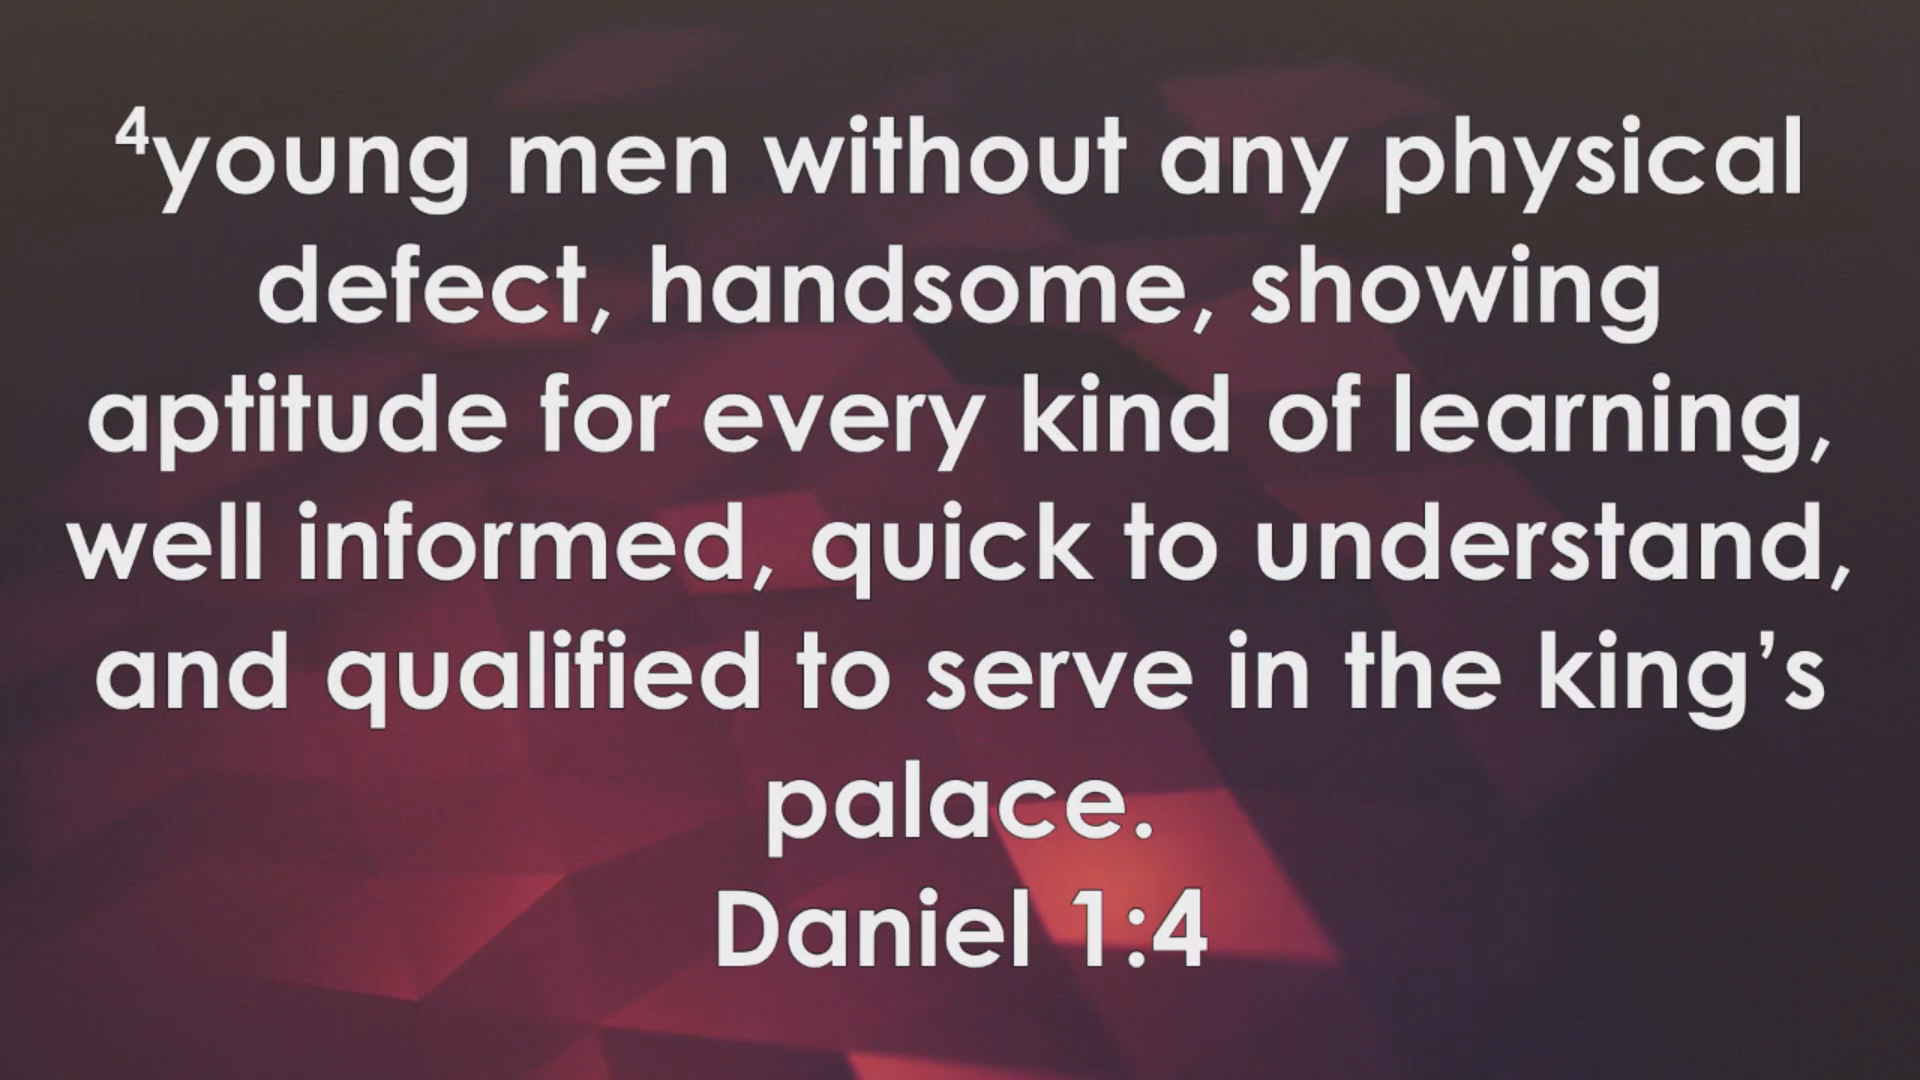 ⁴young men without any physical
defect, handsome, showing
aptitude for every kind of learning,
well informed, quick to understand,
and qualified to serve in the king’s
palace.
Daniel 1:4